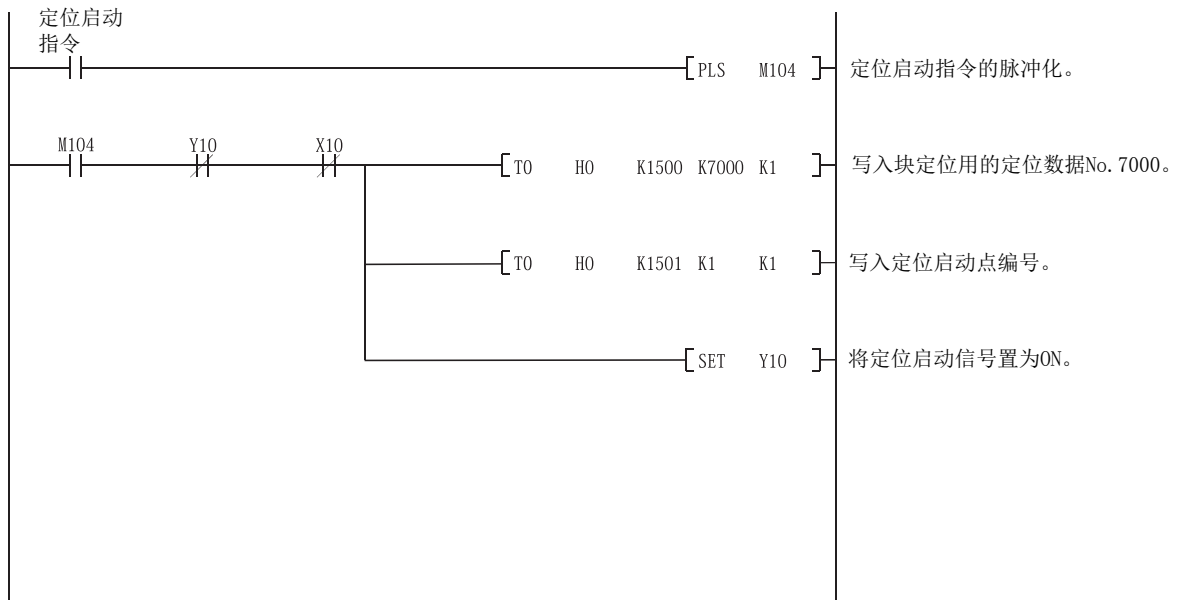 定位启动
指令
PLS M104 定位启动指令的脉冲化。
M104 Y10 X10
TO H0 K1500 K7000 K1 写入块定位用的定位数据No.7000。
TO H0 K1501 K1 K1 写入定位启动点编号。
SET Y10 将定位启动信号置为ON。